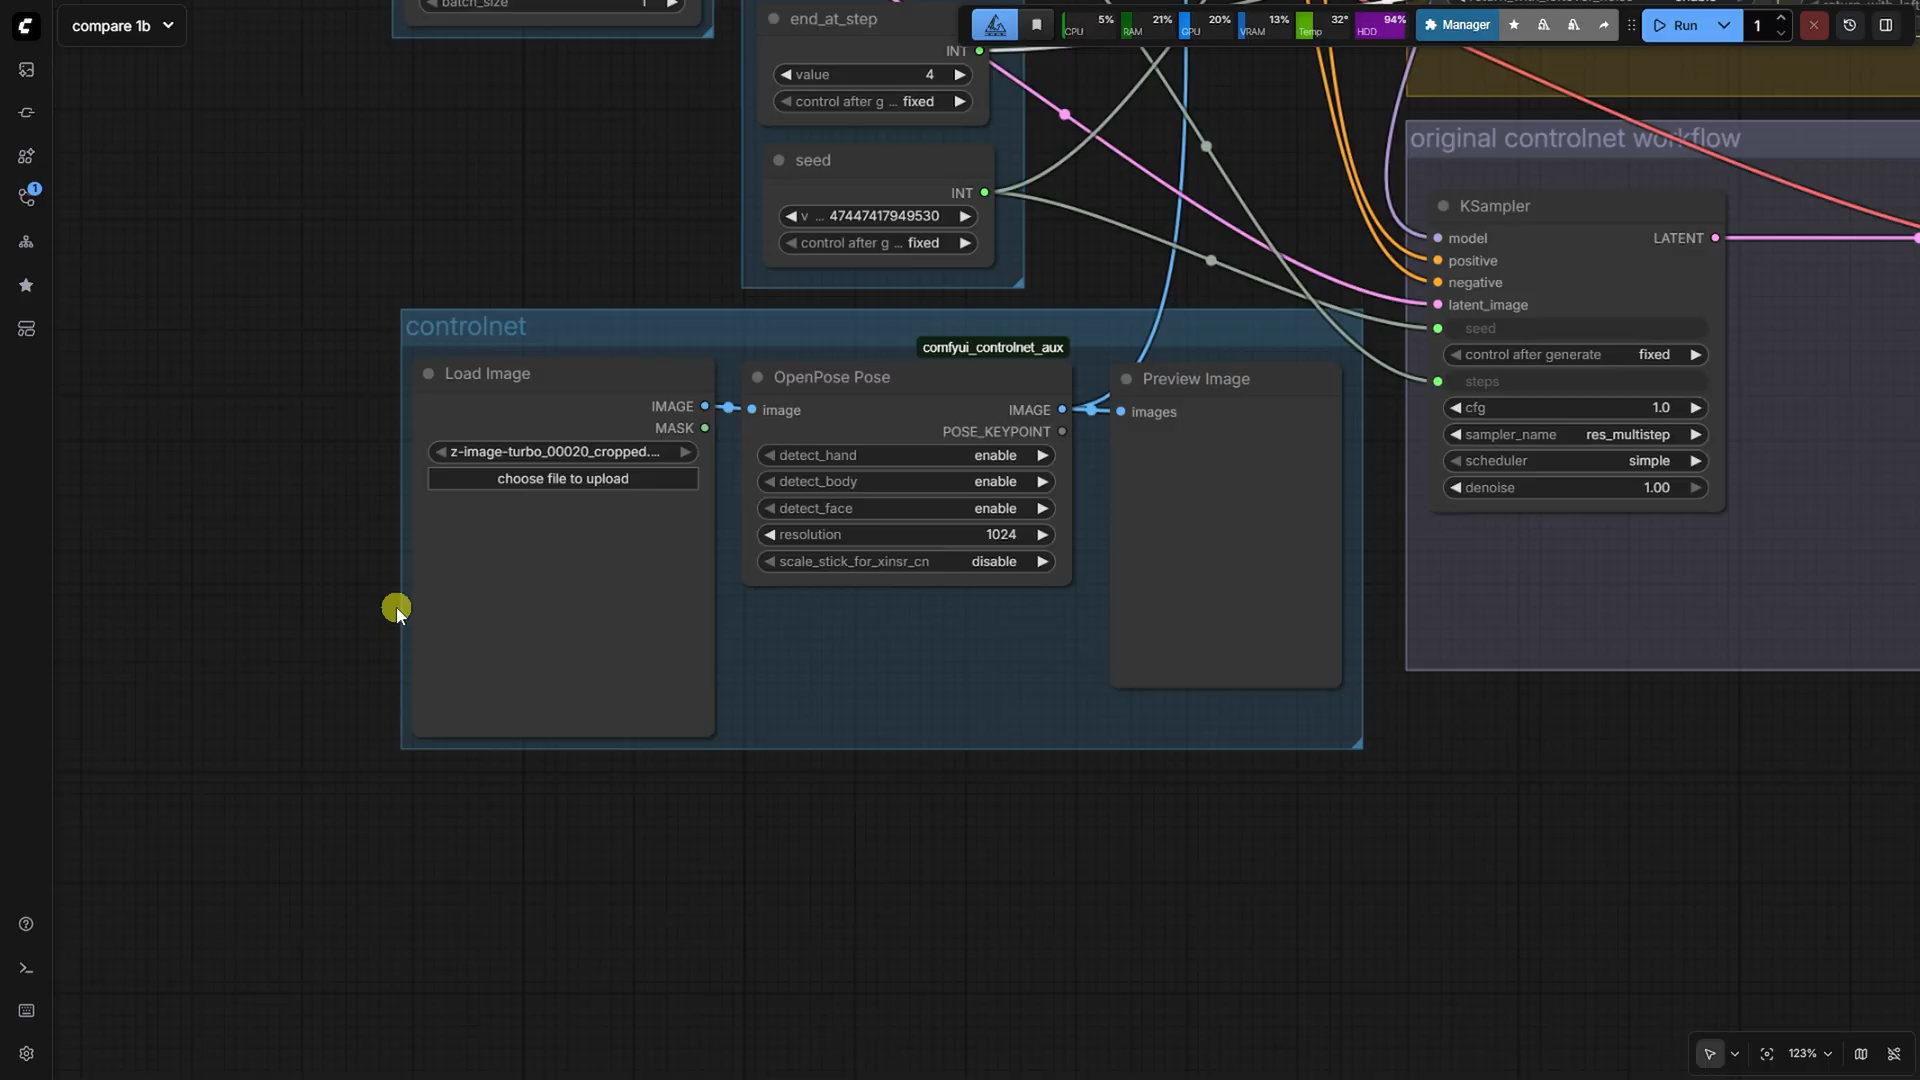 compare 1b
batch_size 1
end_at_step
INT
value 4
control after g ... fixed
CPU 5%
RAM 21%
GPU 20%
VRAM 13%
Temp 32°
HDD 94%
Manager
Run
1
1
seed
INT
v ... 47447417949530
control after g ... fixed
original controlnet workflow
KSampler
model LATENT
positive
negative
latent_image
seed
control after generate fixed
steps
cfg 1.0
sampler_name res_multistep
scheduler simple
denoise 1.00
controlnet
comfyui_controlnet_aux
Load Image
IMAGE
MASK
z-image-turbo_00020_cropped....
choose file to upload
OpenPose Pose
image IMAGE
POSE_KEYPOINT
detect_hand enable
detect_body enable
detect_face enable
resolution 1024
scale_stick_for_xinsr_cn disable
Preview Image
images
123%